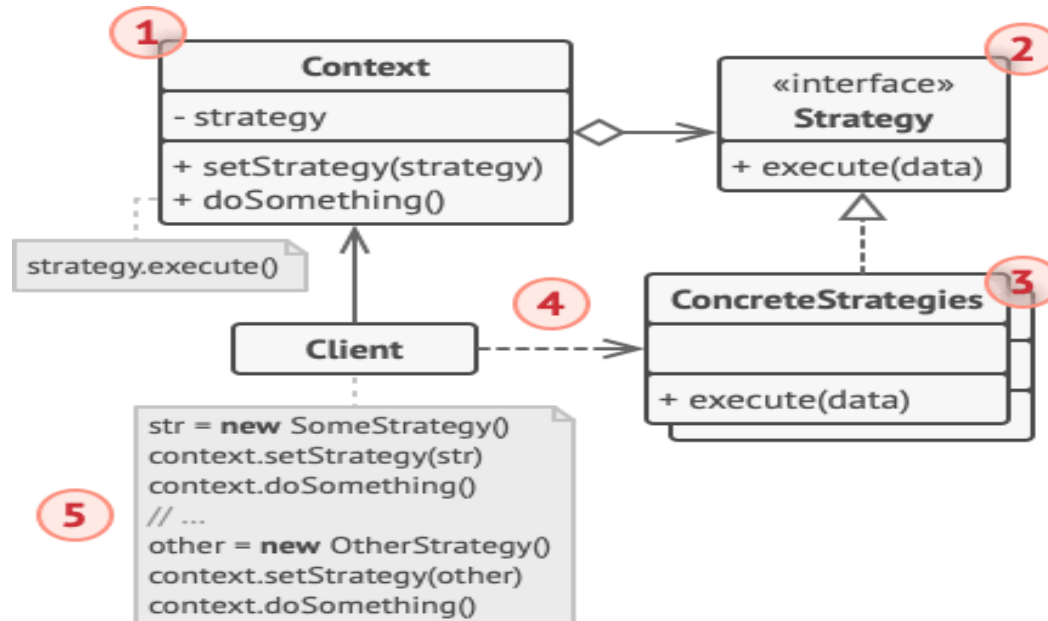 1
Context
- strategy
+ setStrategy(strategy)
+ doSomething()
2
«interface»
Strategy
+ execute(data)
strategy.execute()
3
ConcreteStrategies
+ execute(data)
4
Client
5
str = new SomeStrategy()
context.setStrategy(str)
context.doSomething()
// ...
other = new OtherStrategy()
context.setStrategy(other)
context.doSomething()